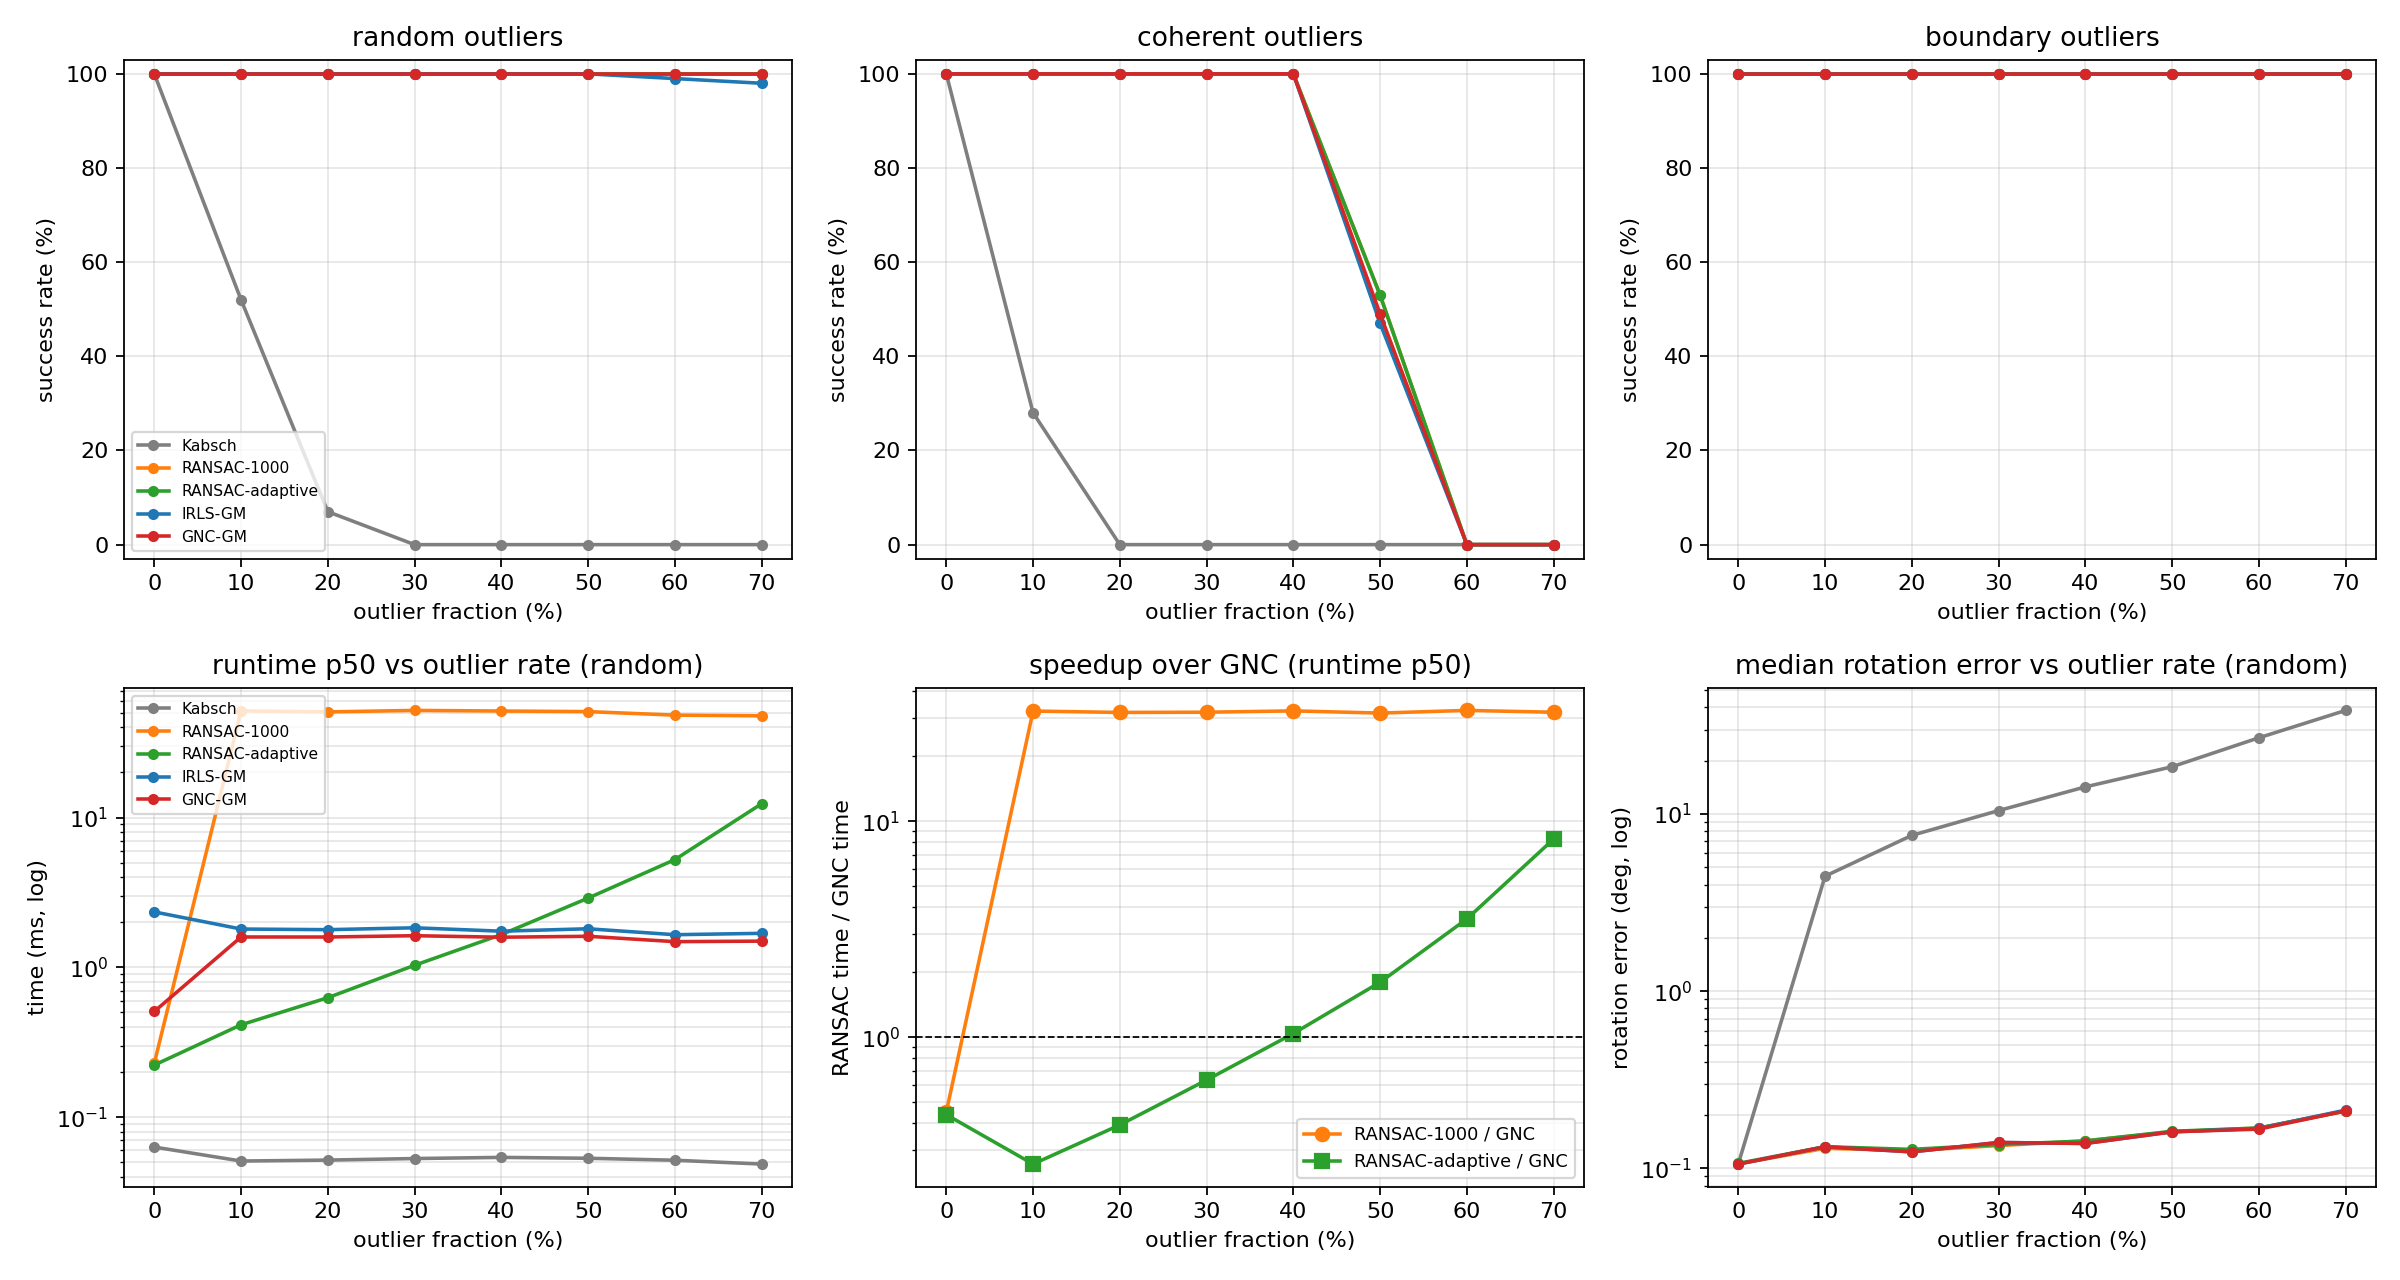 random outliers
success rate (%)
100
80
60
40
20
0
Kabsch
RANSAC-1000
RANSAC-adaptive
IRLS-GM
GNC-GM
0 10 20 30 40 50 60 70
outlier fraction (%)
coherent outliers
success rate (%)
100
80
60
40
20
0
0 10 20 30 40 50 60 70
outlier fraction (%)
boundary outliers
success rate (%)
100
80
60
40
20
0
0 10 20 30 40 50 60 70
outlier fraction (%)
runtime p50 vs outlier rate (random)
time (ms, log)
10¹
10⁰
10⁻¹
Kabsch
RANSAC-1000
RANSAC-adaptive
IRLS-GM
GNC-GM
0 10 20 30 40 50 60 70
outlier fraction (%)
speedup over GNC (runtime p50)
RANSAC time / GNC time
10¹
10⁰
RANSAC-1000 / GNC
RANSAC-adaptive / GNC
0 10 20 30 40 50 60 70
outlier fraction (%)
median rotation error vs outlier rate (random)
rotation error (deg, log)
10¹
10⁰
10⁻¹
0 10 20 30 40 50 60 70
outlier fraction (%)